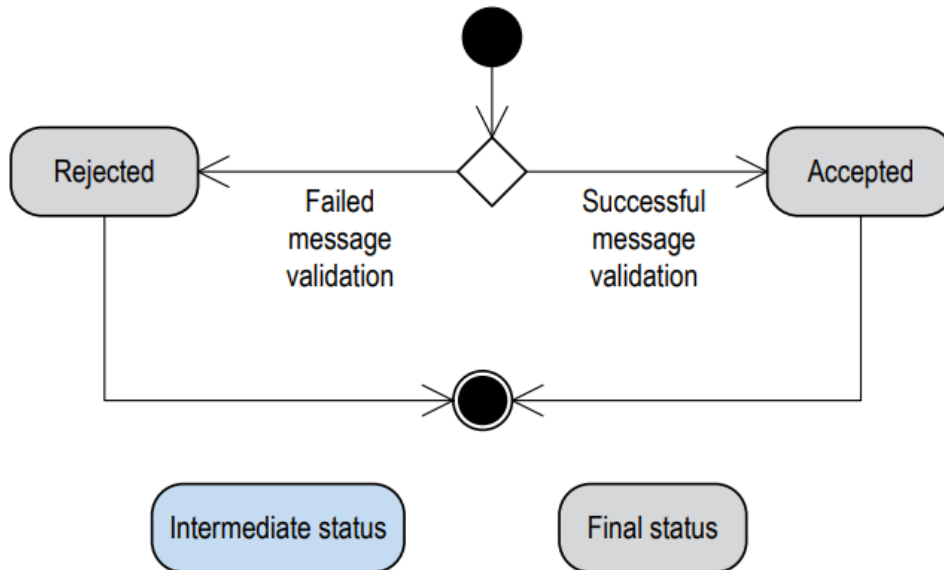 Rejected
Accepted
Failed
message
validation
Successful
message
validation
Intermediate status
Final status